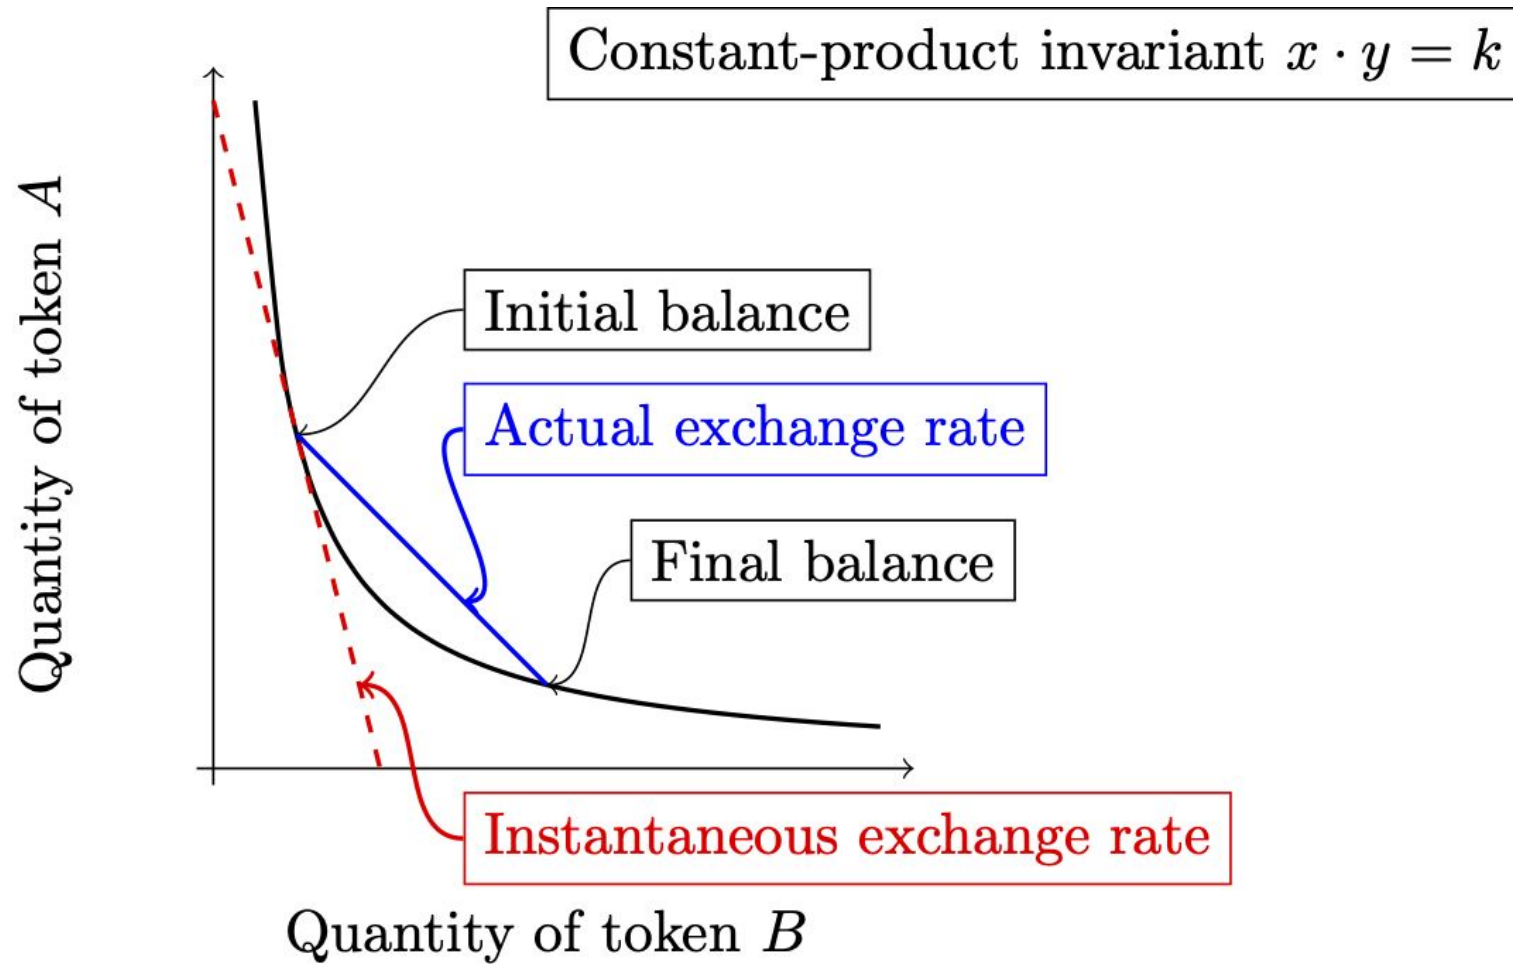 Constant-product invariant x · y = k
Quantity of token A
Initial balance
Actual exchange rate
Final balance
Instantaneous exchange rate
Quantity of token B